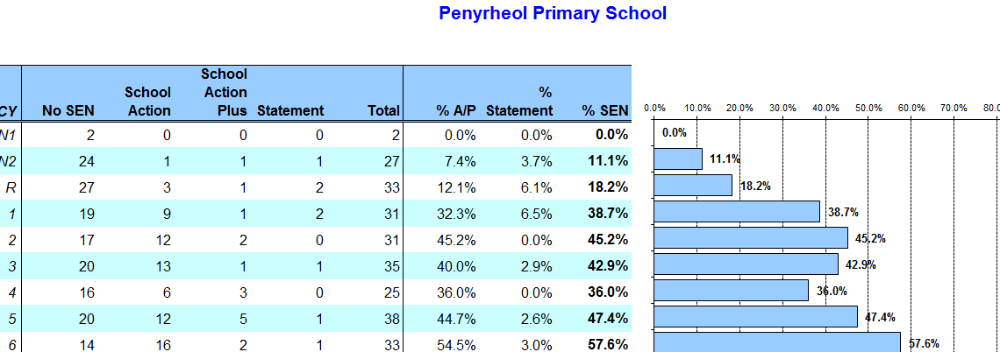 Penyrheol Primary School
School
School Action %
CY No SEN Action Plus Statement Total % A/P Statement % SEN
N1 2 0 0 0 2 0.0% 0.0% 0.0%
N2 24 1 1 1 27 7.4% 3.7% 11.1%
R 27 3 1 2 33 12.1% 6.1% 18.2%
1 19 9 1 2 31 32.3% 6.5% 38.7%
2 17 12 2 0 31 45.2% 0.0% 45.2%
3 20 13 1 1 35 40.0% 2.9% 42.9%
4 16 6 3 0 25 36.0% 0.0% 36.0%
5 20 12 5 1 38 44.7% 2.6% 47.4%
6 14 16 2 1 33 54.5% 3.0% 57.6%
0.0% 10.0% 20.0% 30.0% 40.0% 50.0% 60.0% 70.0% 80.0
0.0%
11.1%
18.2%
38.7%
45.2%
42.9%
36.0%
47.4%
57.6%